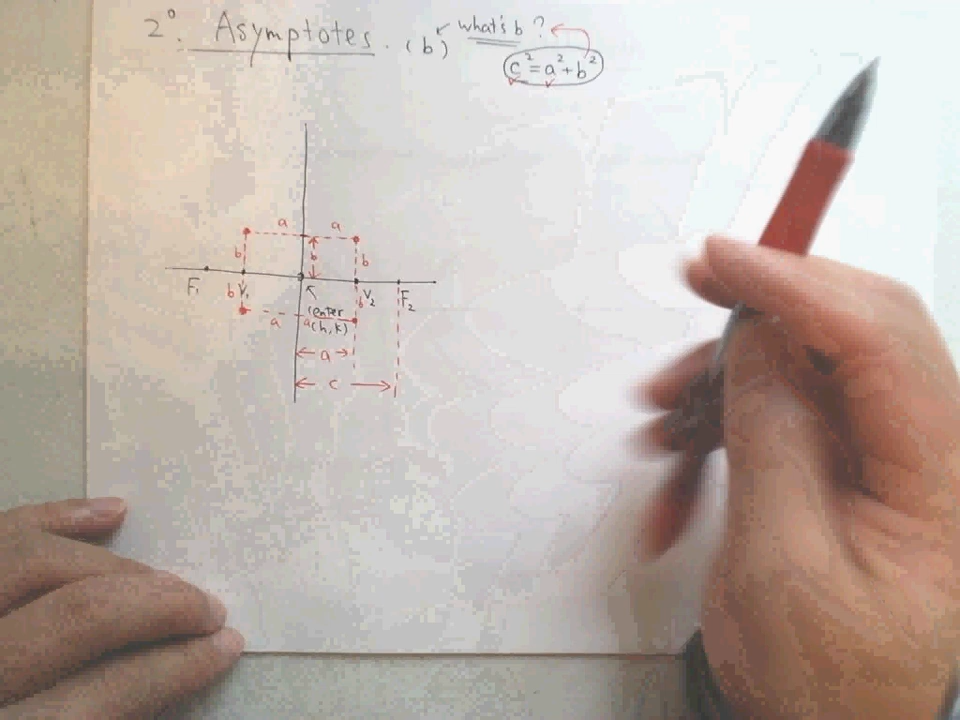 2°. Asymptotes. (b) what's b?
c² = a² + b²
a a
b b b
F₁ b V₁ b V₂ F₂
center
a a (h, k)
a
c